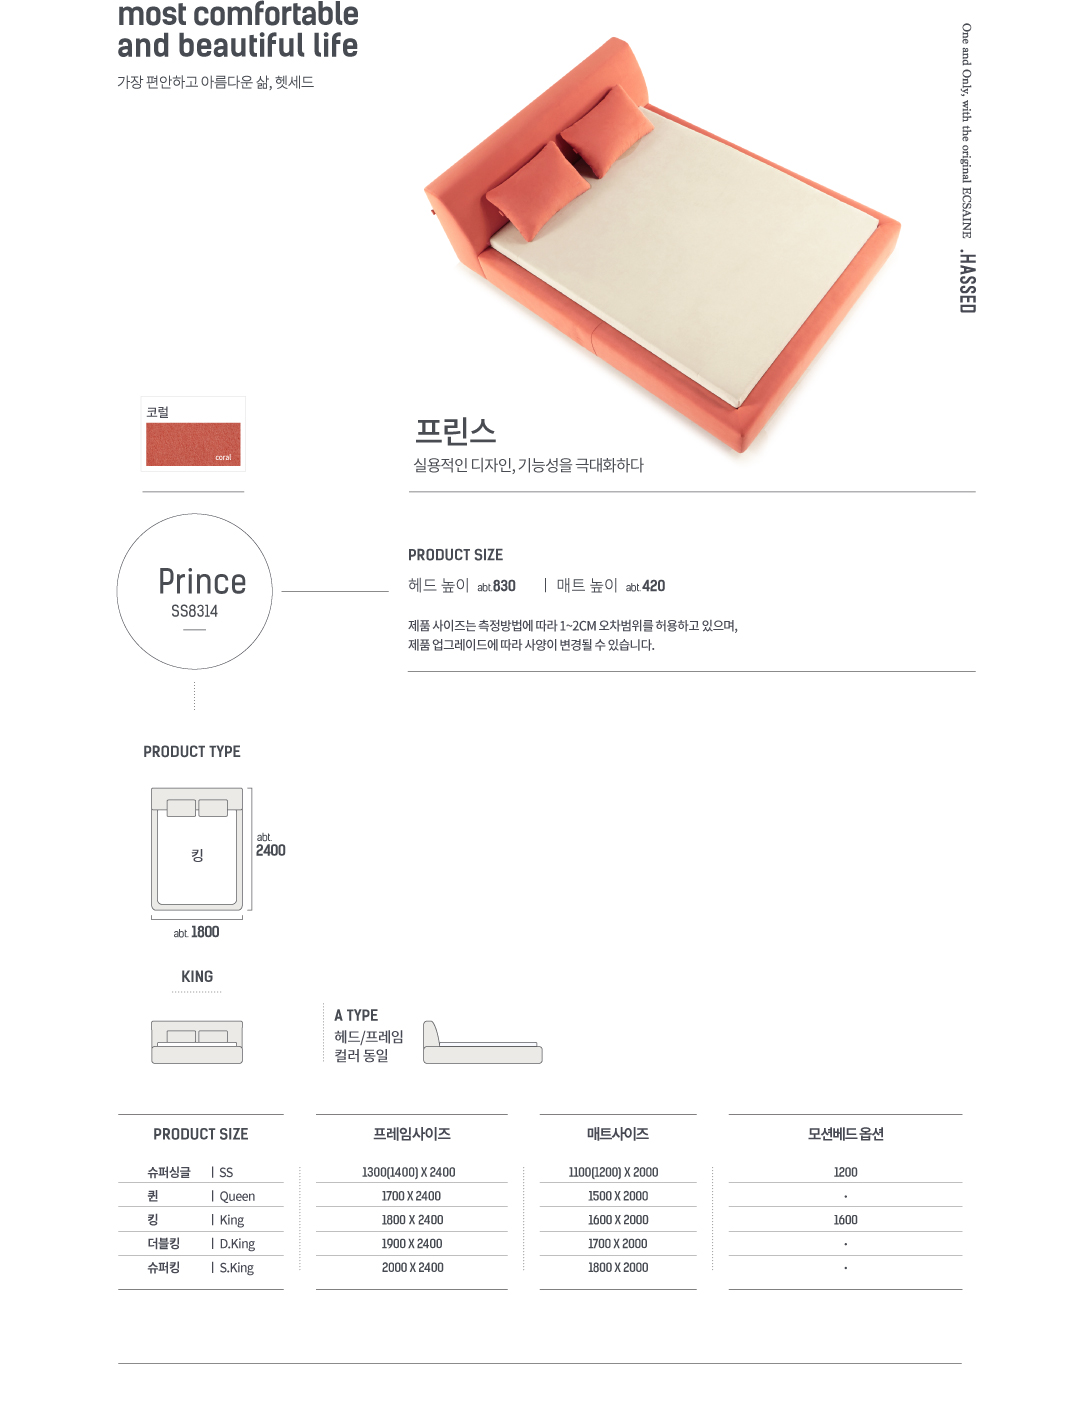 most comfortable
and beautiful life
가장 편안하고 아름다운 삶, 헷세드
One and Only, with the original ECSAINE .HASSED
코럴
coral
프린스
실용적인 디자인, 기능성을 극대화하다
Prince
SS8314
PRODUCT SIZE
헤드 높이 abt.830 | 매트 높이 abt.420
제품 사이즈는 측정방법에 따라 1~2CM 오차범위를 허용하고 있으며,
제품 업그레이드에 따라 사양이 변경될 수 있습니다.
PRODUCT TYPE
킹
abt.
2400
abt. 1800
KING
A TYPE
헤드/프레임
컬러 동일
PRODUCT SIZE 프레임사이즈 매트사이즈 모션베드 옵션
슈퍼싱글 | SS 1300(1400) X 2400 1100(1200) X 2000 1200
퀸 | Queen 1700 X 2400 1500 X 2000 ·
킹 | King 1800 X 2400 1600 X 2000 1600
더블킹 | D.King 1900 X 2400 1700 X 2000 ·
슈퍼킹 | S.King 2000 X 2400 1800 X 2000 ·